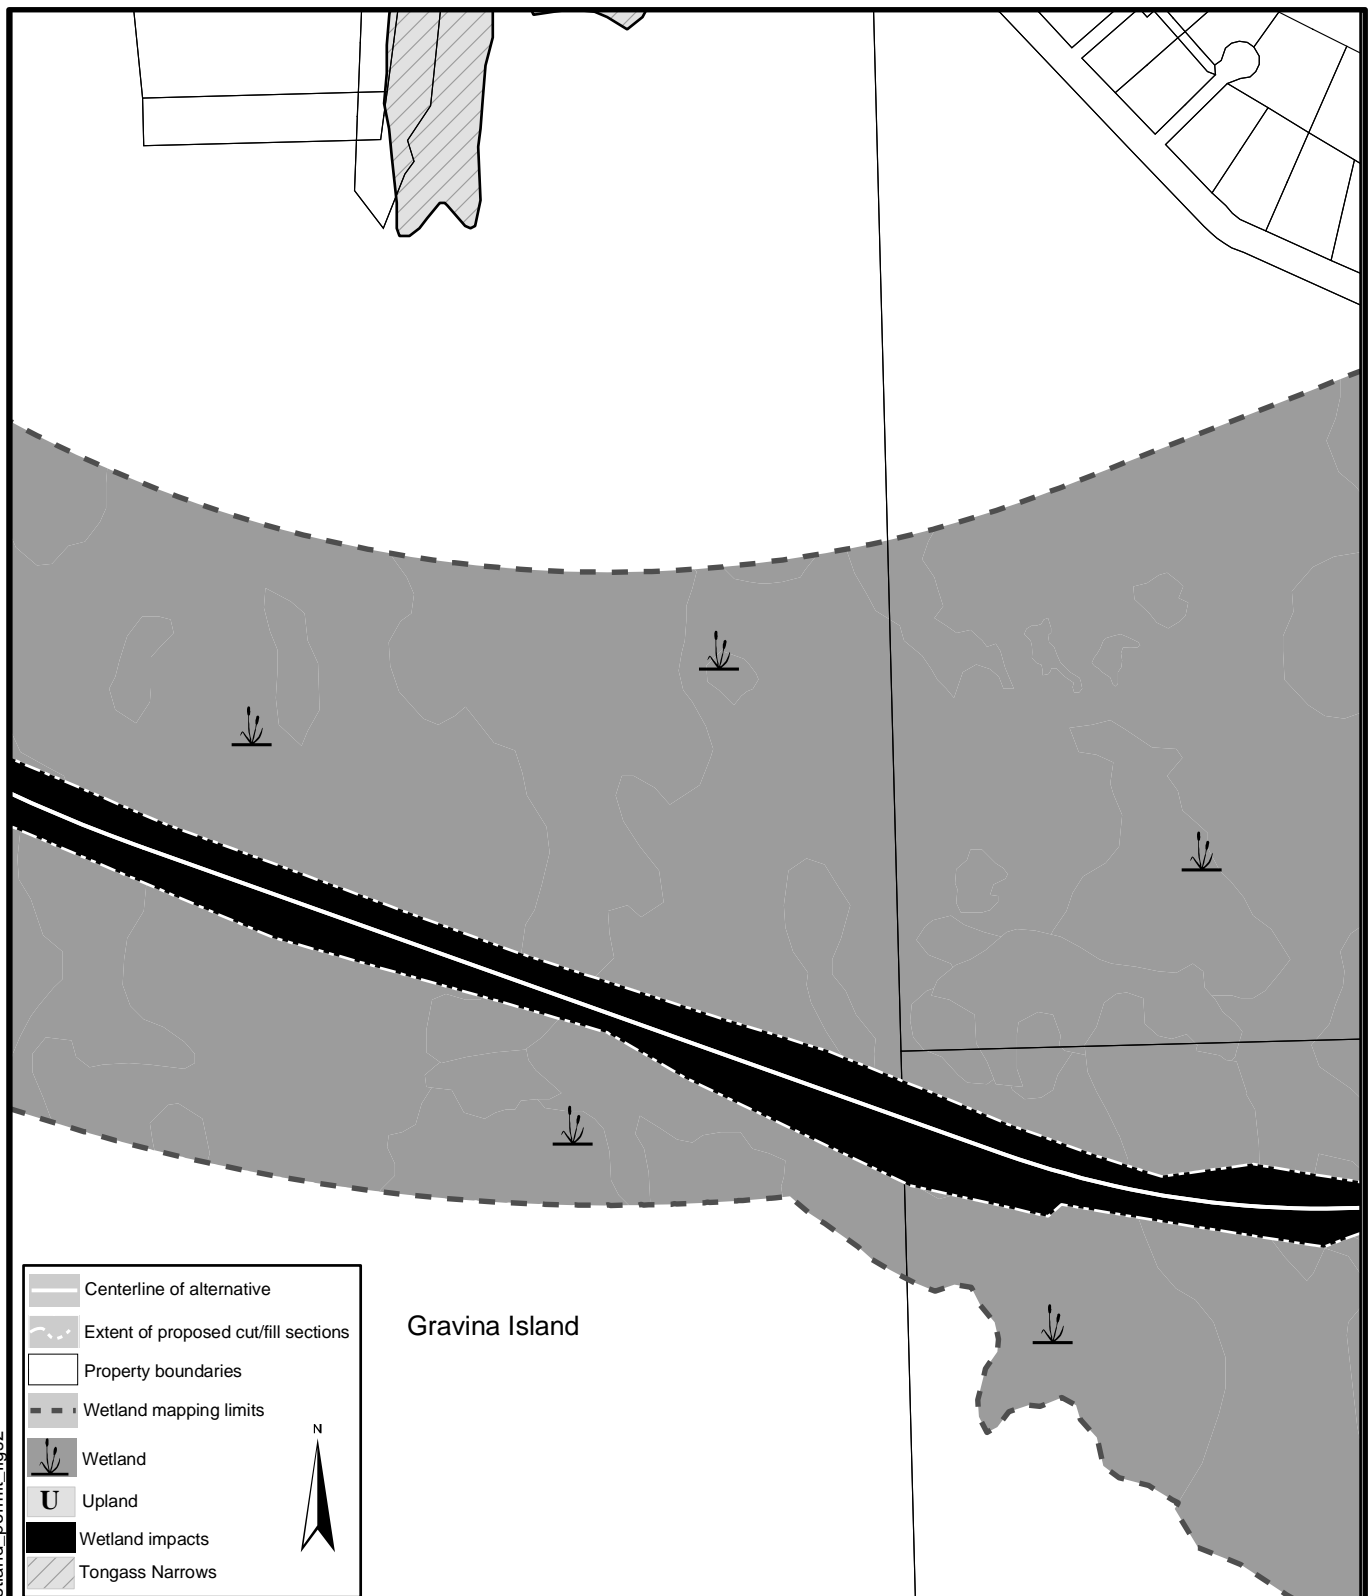 Gravina Island
Centerline of alternative
Extent of proposed cut/fill sections
Property boundaries
Wetland mapping limits
Wetland
U Upland
Wetland impacts
Tongass Narrows
N